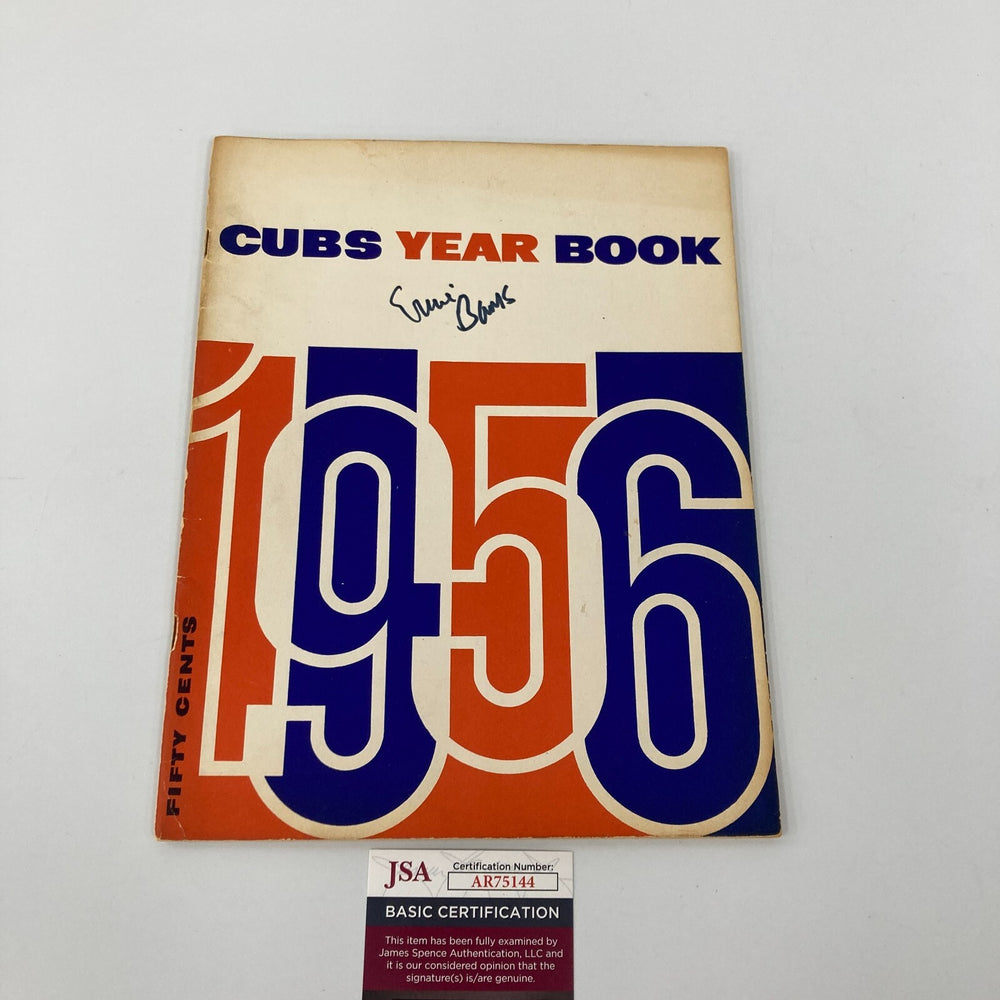 CUBS YEAR BOOK
Ernie
Banks
1956
FIFTY CENTS
JSA
Certification Number:
AR75144
BASIC CERTIFICATION
This item has been fully examined by
James Spence Authentication, LLC and
it is our considered opinion that the
signature(s) is/are genuine.